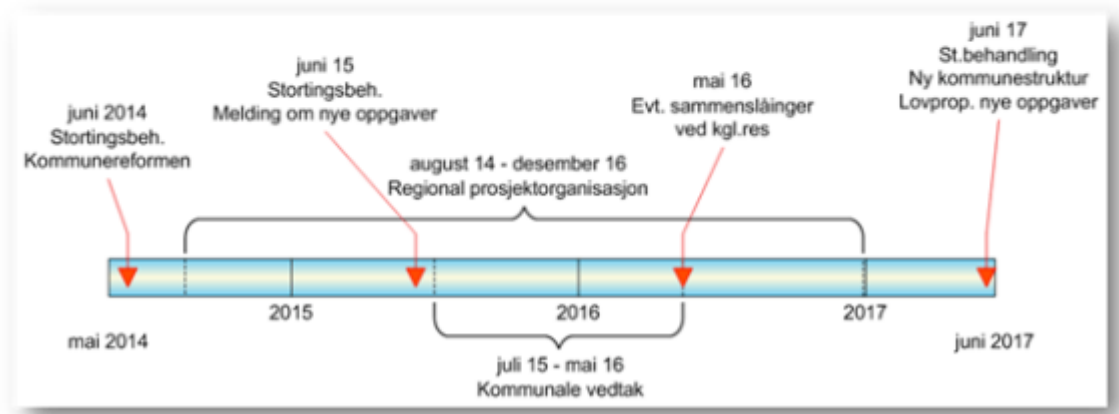 juni 2014
Stortingsbeh.
Kommunereformen
juni 15
Stortingsbeh.
Melding om nye oppgaver
mai 16
Evt. sammenslåinger
ved kgl.res
juni 17
St.behandling
Ny kommunestruktur
Lovprop. nye oppgaver
august 14 - desember 16
Regional prosjektorganisasjon
2015
2016
2017
mai 2014
juni 2017
juli 15 - mai 16
Kommunale vedtak